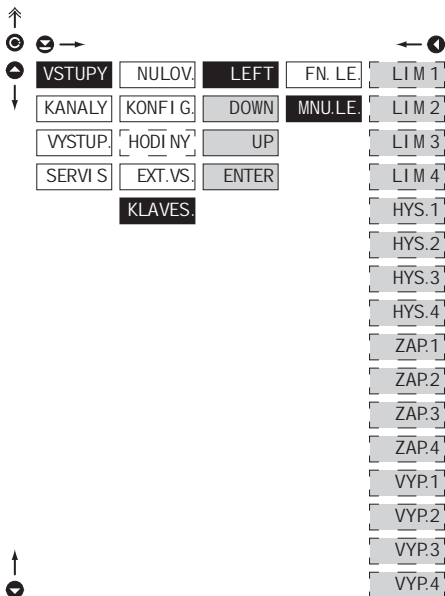 VSTUPY NULOV. LEFT FN. LE. LIM 1
KANALY KONFIG. DOWN MNU.LE. LIM 2
VYSTUP. HODINY UP LIM 3
SERVIS EXT.VS. ENTER LIM 4
KLAVES. HYS.1
HYS.2
HYS.3
HYS.4
ZAP.1
ZAP.2
ZAP.3
ZAP.4
VYP.1
VYP.2
VYP.3
VYP.4